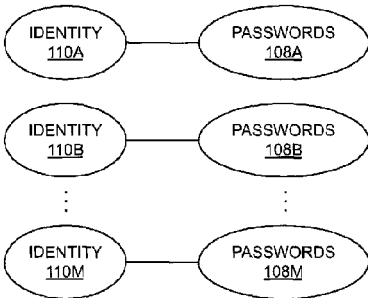 IDENTITY PASSWORDS
110A 108A
IDENTITY PASSWORDS
110B 108B
IDENTITY PASSWORDS
110M 108M